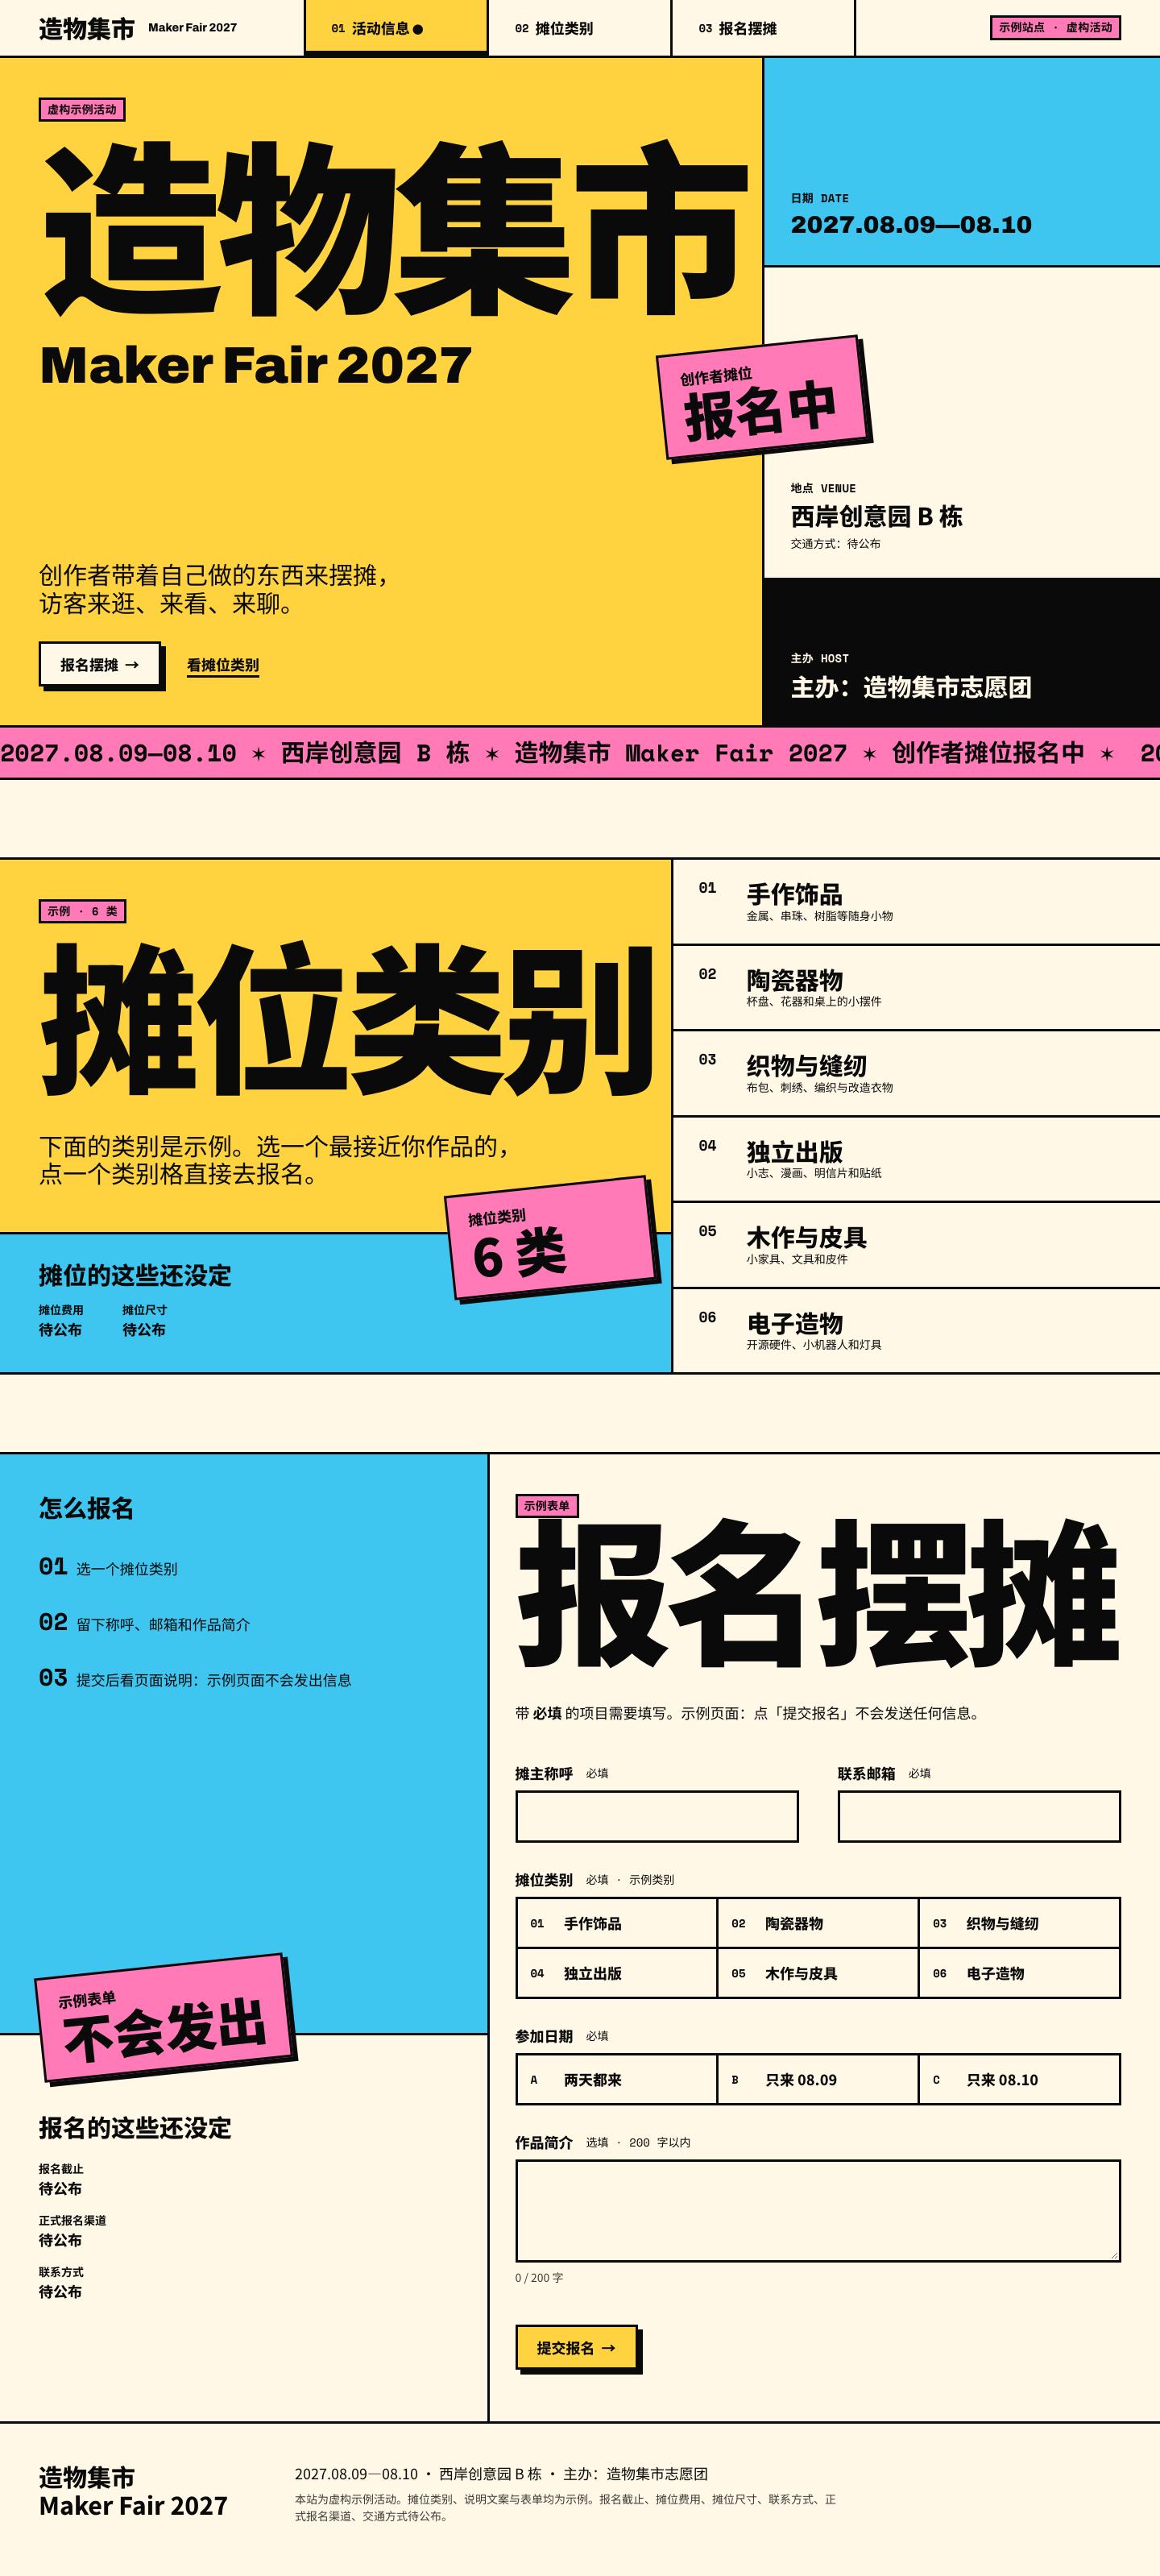 造物集市 Maker Fair 2027
01 活动信息
02 摊位类别
03 报名摆摊
示例站点 · 虚构活动
虚构示例活动
造物集市
Maker Fair 2027
日期 DATE
2027.08.09—08.10
创作者摊位
报名中
地点 VENUE
西岸创意园 B 栋
交通方式：待公布
创作者带着自己做的东西来摆摊，
访客来逛、来看、来聊。
报名摆摊 →
看摊位类别
主办 HOST
主办：造物集市志愿团
2027.08.09—08.10 ✶ 西岸创意园 B 栋 ✶ 造物集市 Maker Fair 2027 ✶ 创作者摊位报名中 ✶ 20
示例 · 6 类
摊位类别
下面的类别是示例。选一个最接近你作品的，
点一个类别格直接去报名。
摊位类别
6 类
摊位的这些还没定
摊位费用
待公布
摊位尺寸
待公布
01 手作饰品
金属、串珠、树脂等随身小物
02 陶瓷器物
杯盘、花器和桌上的小摆件
03 织物与缝纫
布包、刺绣、编织与改造衣物
04 独立出版
小志、漫画、明信片和贴纸
05 木作与皮具
小家具、文具和皮件
06 电子造物
开源硬件、小机器人和灯具
怎么报名
01 选一个摊位类别
02 留下称呼、邮箱和作品简介
03 提交后看页面说明：示例页面不会发出信息
示例表单
不会发出
报名的这些还没定
报名截止
待公布
正式报名渠道
待公布
联系方式
待公布
示例表单
报名摆摊
带 必填 的项目需要填写。示例页面：点「提交报名」不会发送任何信息。
摊主称呼 必填
联系邮箱 必填
摊位类别 必填 · 示例类别
01 手作饰品
02 陶瓷器物
03 织物与缝纫
04 独立出版
05 木作与皮具
06 电子造物
参加日期 必填
A 两天都来
B 只来 08.09
C 只来 08.10
作品简介 选填 · 200 字以内
0 / 200 字
提交报名 →
造物集市
Maker Fair 2027
2027.08.09—08.10 · 西岸创意园 B 栋 · 主办：造物集市志愿团
本站为虚构示例活动。摊位类别、说明文案与表单均为示例。报名截止、摊位费用、摊位尺寸、联系方式、正
式报名渠道、交通方式待公布。